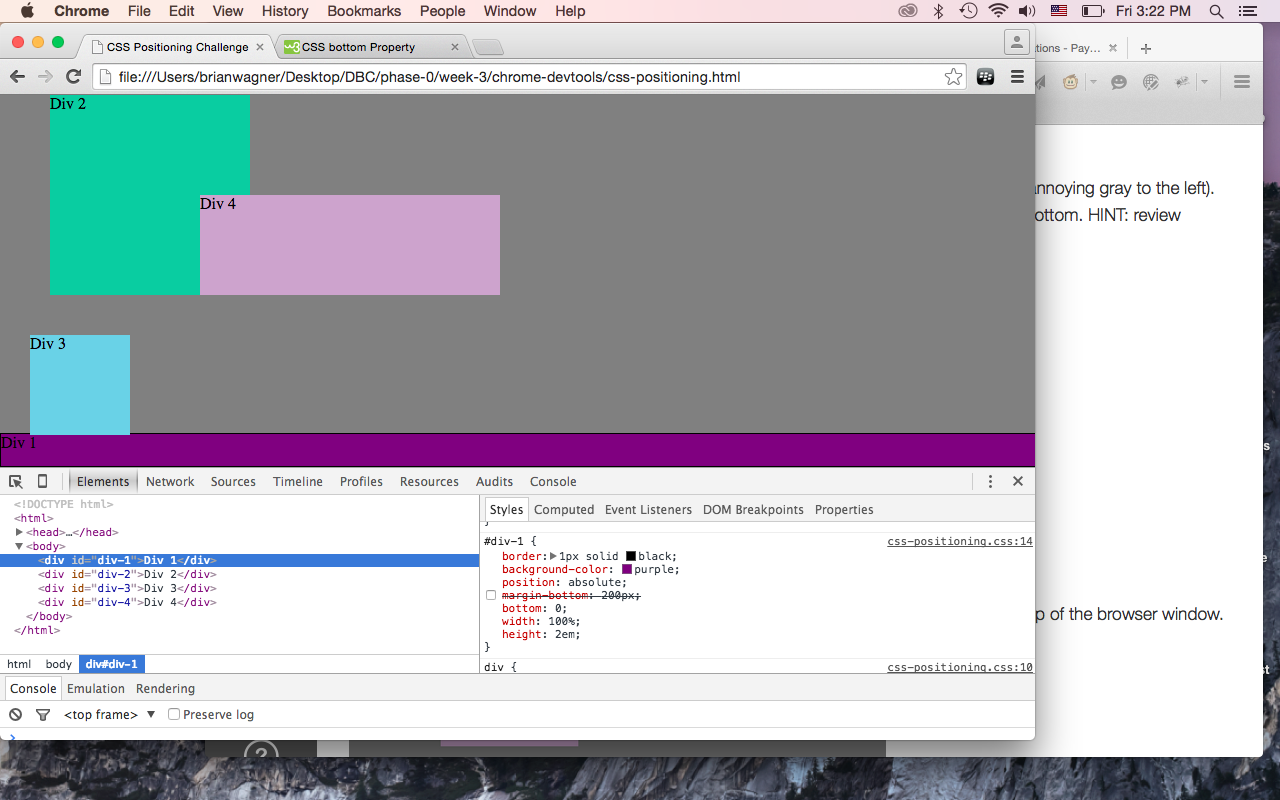 Chrome File Edit View History Bookmarks People Window Help Fri 3:22 PM
CSS Positioning Challenge CSS bottom Property
file:///Users/brianwagner/Desktop/DBC/phase-0/week-3/chrome-devtools/css-positioning.html
Pay…
annoying gray to the left).
ottom. HINT: review
p of the browser window.
Div 2
Div 4
Div 3
Div 1
Elements Network Sources Timeline Profiles Resources Audits Console
<!DOCTYPE html>
<html>
<head>…</head>
<body>
<div id="div-1">Div 1</div>
<div id="div-2">Div 2</div>
<div id="div-3">Div 3</div>
<div id="div-4">Div 4</div>
</body>
</html>
html body div#div-1
Styles Computed Event Listeners DOM Breakpoints Properties
}
#div-1 { css-positioning.css:14
border: 1px solid black;
background-color: purple;
position: absolute;
margin-bottom: 200px;
bottom: 0;
width: 100%;
height: 2em;
}
div { css-positioning.css:10
Console Emulation Rendering
<top frame> Preserve log